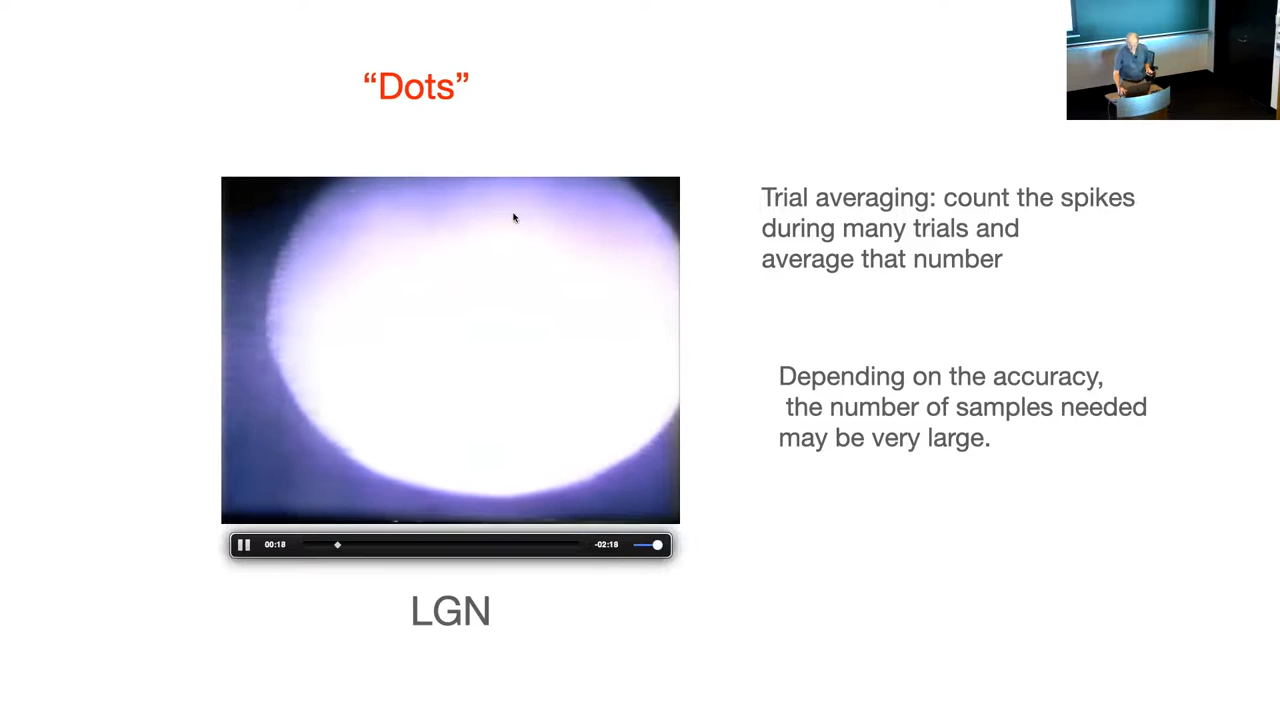 “Dots”
Trial averaging: count the spikes
during many trials and
average that number
Depending on the accuracy,
the number of samples needed
may be very large.
00:18
-02:18
LGN